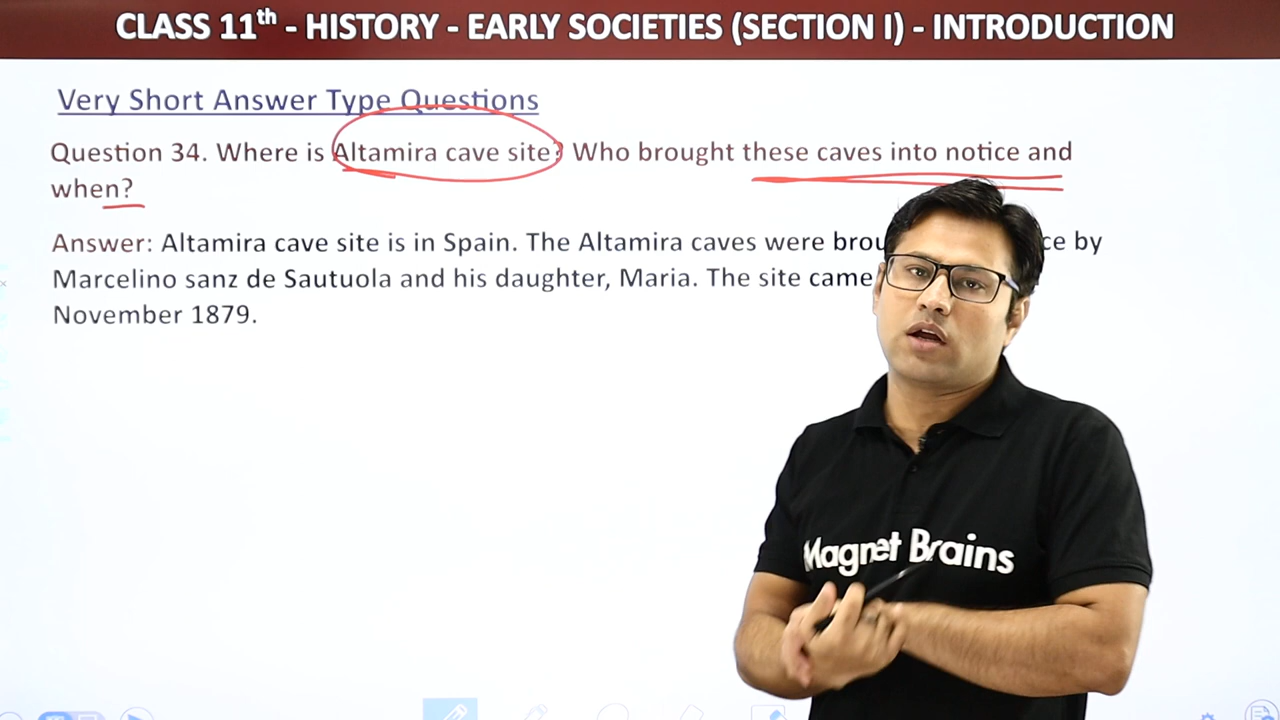 CLASS 11th - HISTORY - EARLY SOCIETIES (SECTION I) - INTRODUCTION
Very Short Answer Type Questions
Question 34. Where is Altamira cave site? Who brought these caves into notice and
when?
Answer: Altamira cave site is in Spain. The Altamira caves were brou ce by
Marcelino sanz de Sautuola and his daughter, Maria. The site came
November 1879.
Magnet Brains